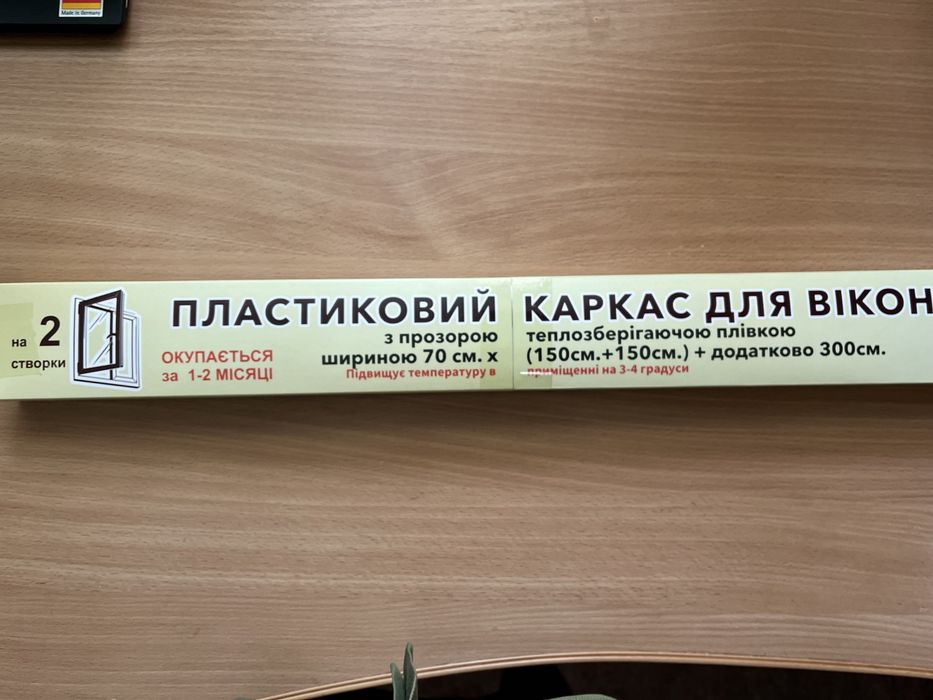 Made in Germany
на 2
створки
ОКУПАЄТЬСЯ
за 1-2 МІСЯЦІ
ПЛАСТИКОВИЙ КАРКАС ДЛЯ ВІКОН
з прозорою теплозберігаючою плівкою
шириною 70 см. х (150см.+150см.) + додатково 300см.
Підвищує температуру в приміщенні на 3-4 градуси